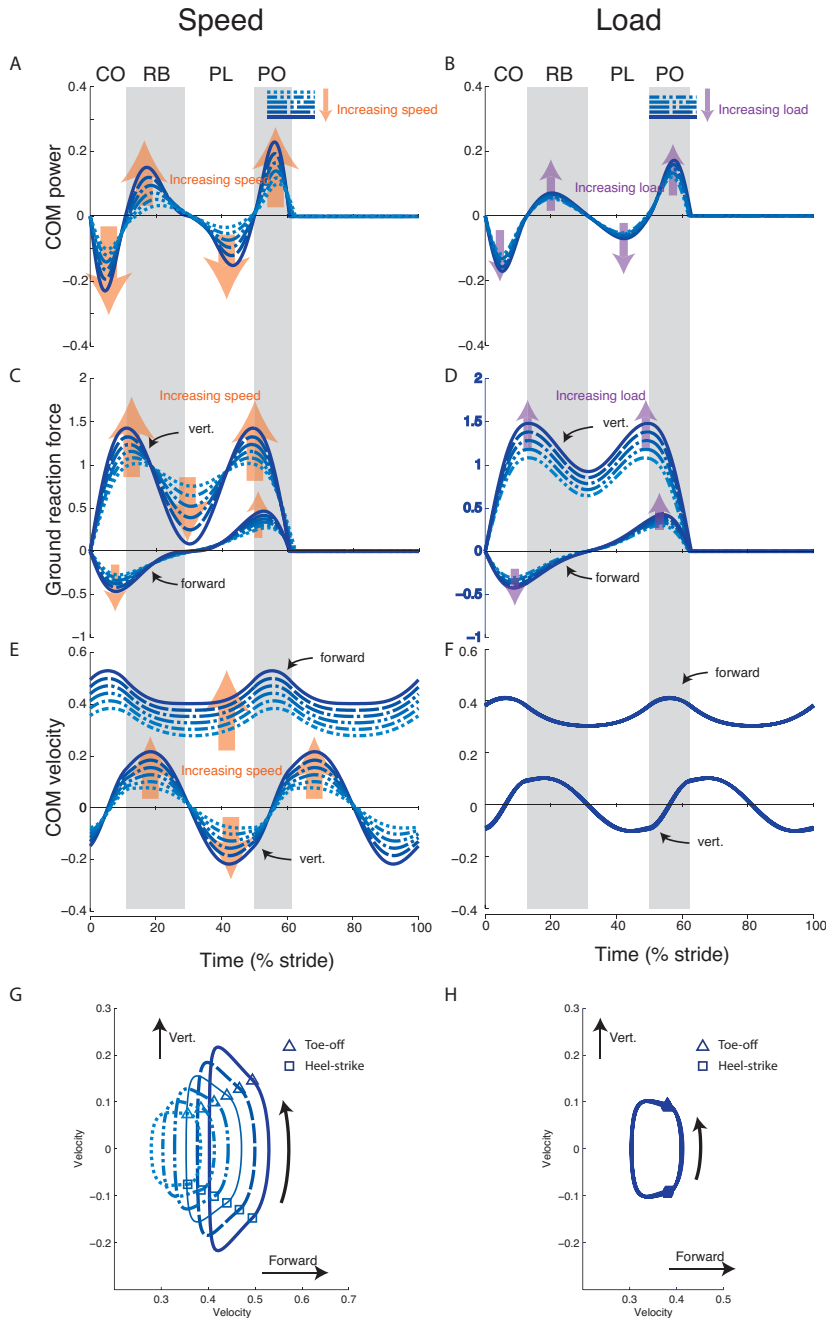 Speed
Load
A
CO RB PL PO
B
CO RB PL PO
0.4
0
−0.2
0.4
COM power
Increasing speed
Increasing speed
0.4
0
−0.2
0.4
COM power
Increasing load
Increasing load
C
2
1.5
1
0.5
0
−0.5
−1
Ground reaction force
Increasing speed
vert.
forward
D
2
1.5
1
0.5
0
−0.5
−1
Increasing load
vert.
forward
E
0.6
0.4
0.2
0
−0.2
−0.4
COM velocity
forward
Increasing speed
vert.
0 20 40 60 80 100
Time (% stride)
F
0.6
0.4
0.2
0
−0.2
−0.4
forward
vert.
0 20 40 60 80 100
Time (% stride)
G
0.3
0.2
0.1
0
-0.1
-0.2
Velocity
Vert.
Toe-off
Heel-strike
Forward
0.3 0.4 0.5 0.6 0.7
Velocity
H
0.3
0.2
0.1
0
-0.1
-0.2
Velocity
Vert.
Toe-off
Heel-strike
Forward
0.2 0.3 0.4 0.5
Velocity